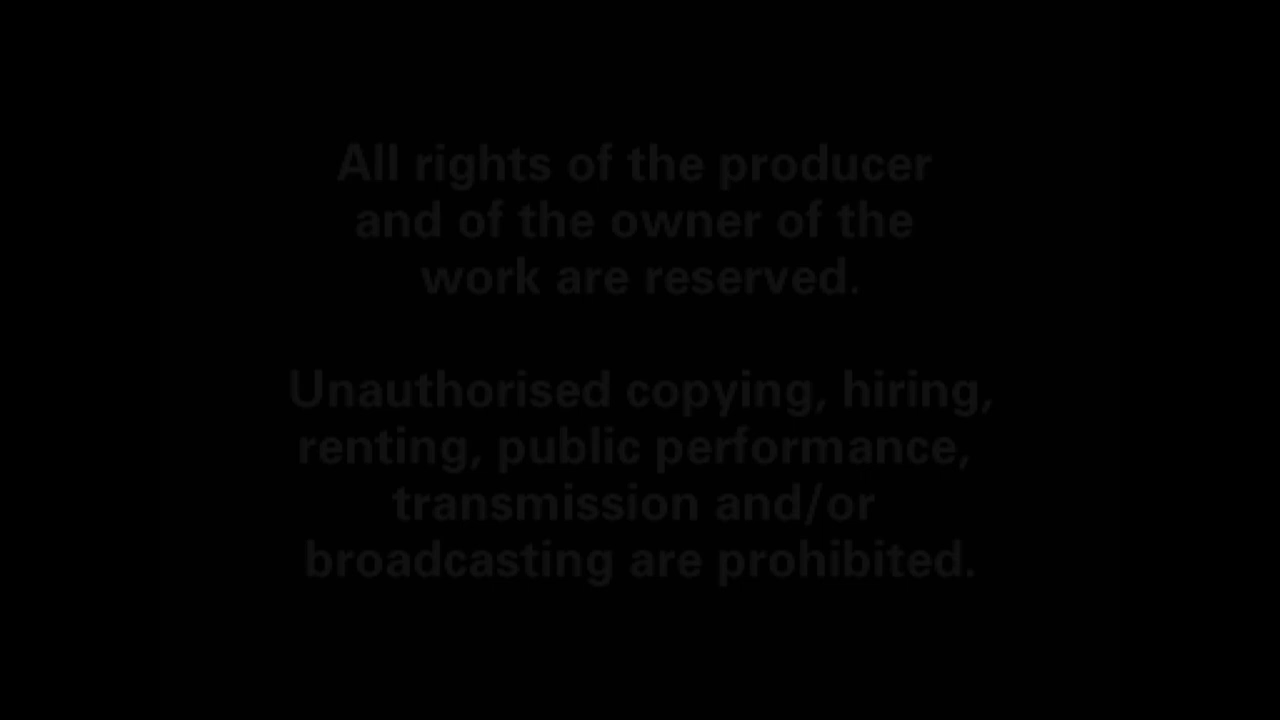 All rights of the producer
and of the owner of the
work are reserved.
Unauthorised copying, hiring,
renting, public performance,
transmission and/or
broadcasting are prohibited.